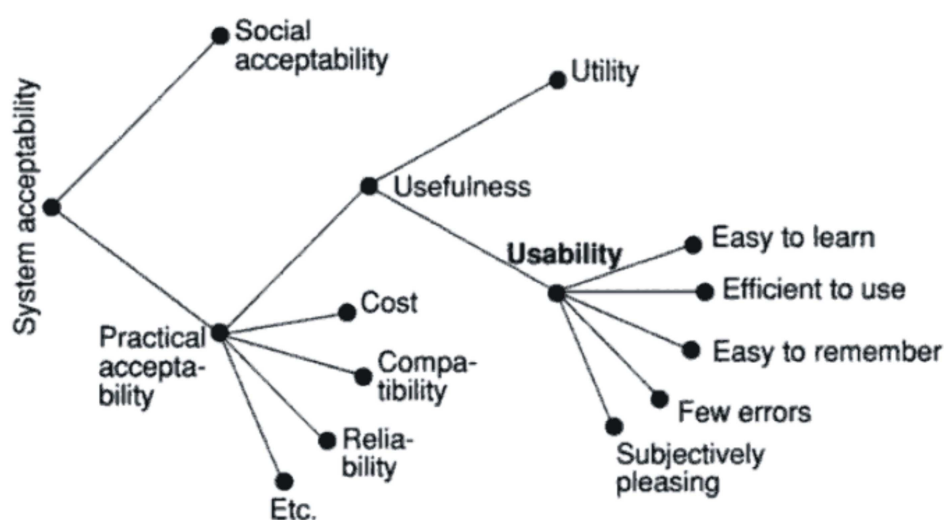 Social
acceptability
Utility
System acceptability
Usefulness
Usability
Easy to learn
Efficient to use
Cost
Practical
accepta-
bility
Compa-
tibility
Easy to remember
Few errors
Relia-
bility
Subjectively
pleasing
Etc.